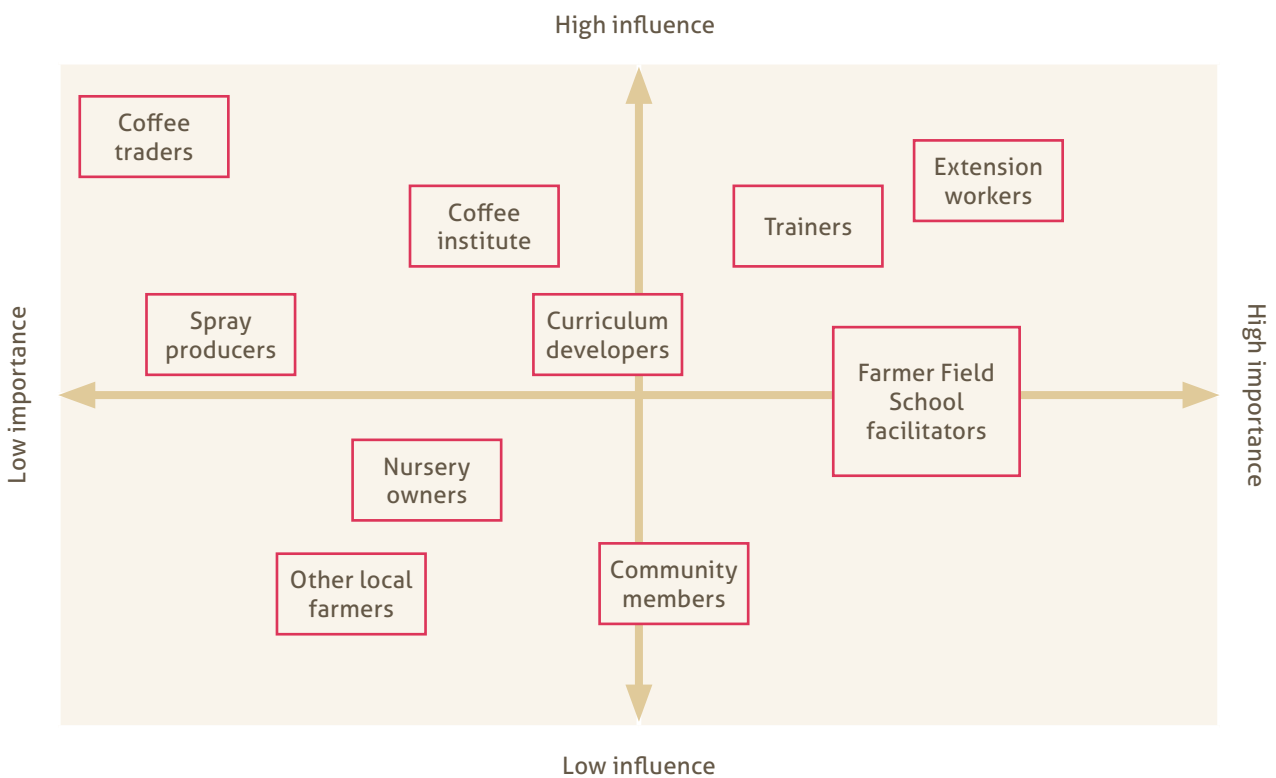 High influence
Coffee
traders
Extension
workers
Coffee
institute
Trainers
Spray
producers
Curriculum
developers
Low importance
High importance
Farmer Field
School
facilitators
Nursery
owners
Other local
farmers
Community
members
Low influence